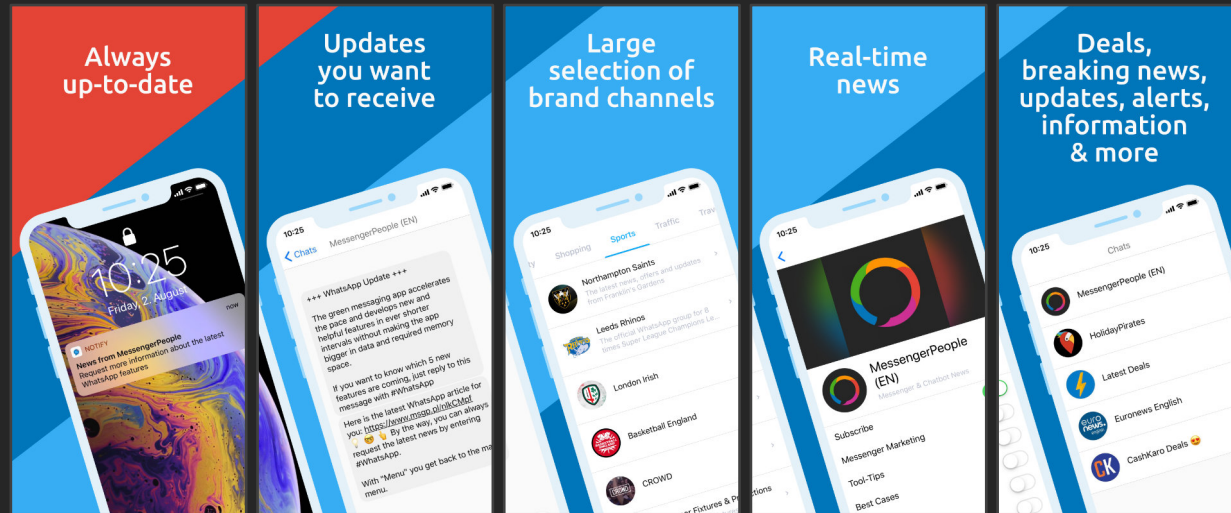 Always
up-to-date
10:25
Friday, 2. August
NOTIFY
now
News from MessengerPeople
Request more information about the latest
WhatsApp features
Updates
you want
to receive
10:25
Chats
MessengerPeople (EN)
+++ WhatsApp Update +++
The green messaging app accelerates
the pace and develops new and
helpful features in ever shorter
intervals without making the app
bigger in data and required memory
space.
If you want to know which 5 new
features are coming, just reply to this
message with #WhatsApp
Here is the latest WhatsApp article for
you: https://www.msgp.pl/nlkCMpf
💡 🤓 👆 By the way, you can always
request the latest news by entering
#WhatsApp.
With "Menu" you get back to the ma
menu.
Large
selection of
brand channels
10:25
ty
Shopping
Sports
Traffic
Trav
Northampton Saints
The latest news, offers and updates
from Franklin's Gardens
Leeds Rhinos
The official WhatsApp group for 8
times Super League Champions Le...
London Irish
Basketball England
CROWD
CROWD
Real-time
news
10:25
MessengerPeople
(EN)
Messenger & Chatbot News
Subscribe
Messenger Marketing
Tool-Tips
Best Cases
ctions
Deals,
breaking news,
updates, alerts,
information
& more
10:25
Chats
MessengerPeople (EN)
HolidayPirates
Latest Deals
euro
news.
Euronews English
CK
CashKaro Deals 😍